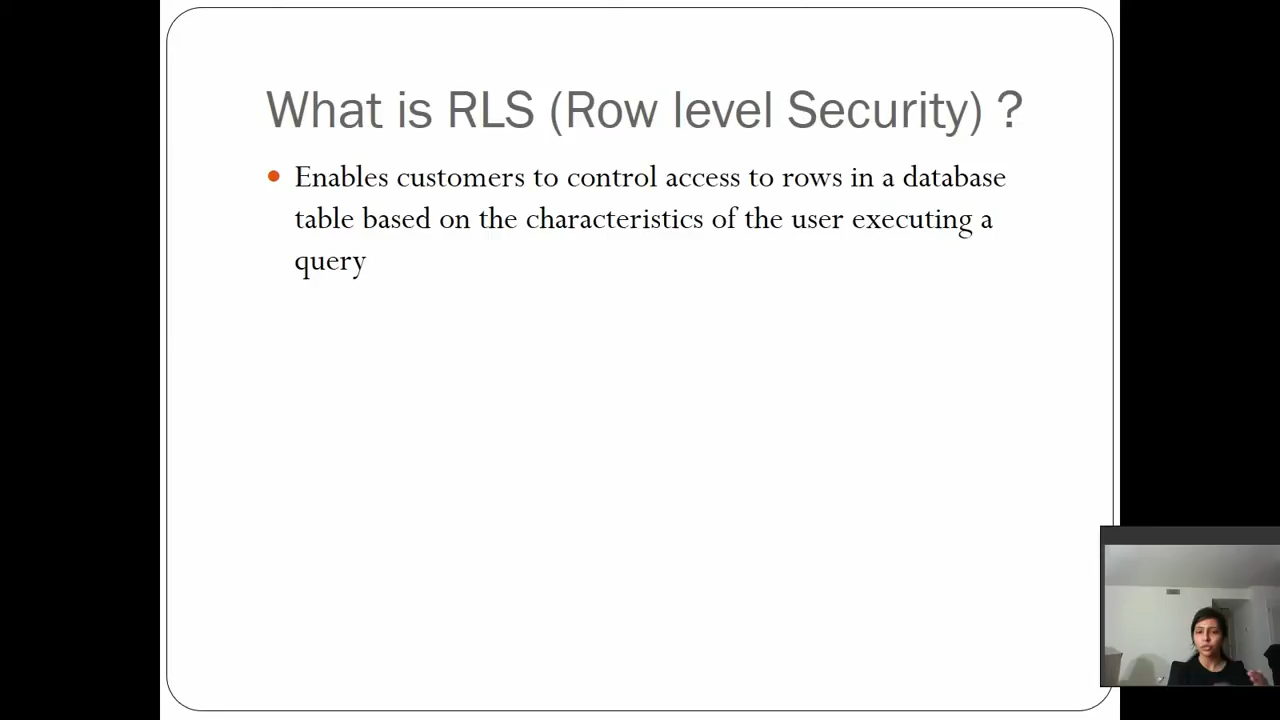 What is RLS (Row level Security) ?
Enables customers to control access to rows in a database
table based on the characteristics of the user executing a
query